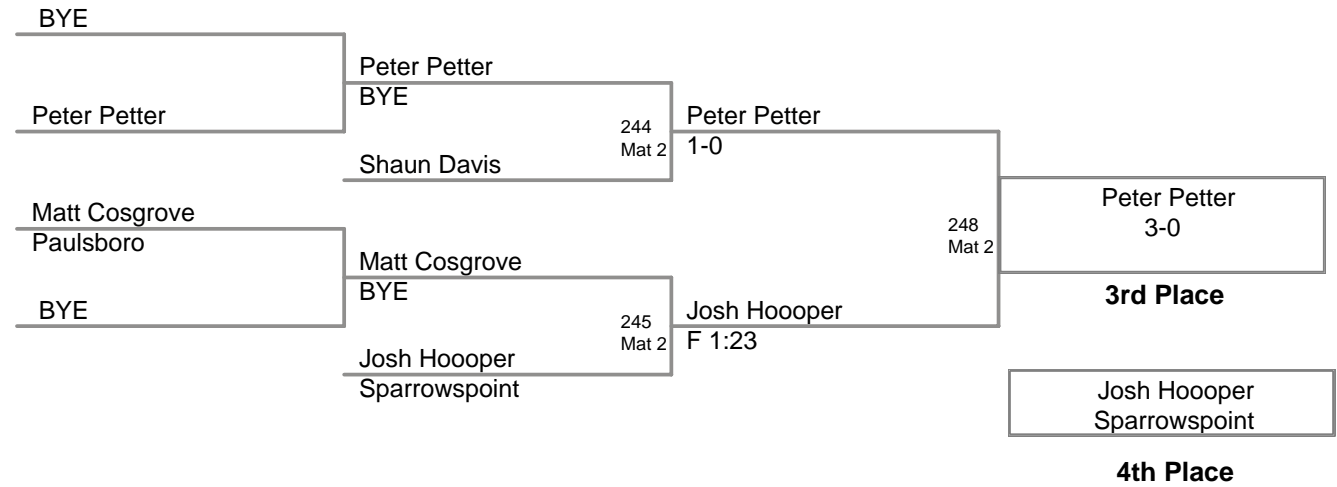 BYE
Peter Petter
BYE
Peter Petter
244
Mat 2
Peter Petter
1-0
Shaun Davis
Matt Cosgrove
Paulsboro
248
Mat 2
Peter Petter
3-0
3rd Place
Matt Cosgrove
BYE
BYE
245
Mat 2
Josh Hoooper
F 1:23
Josh Hoooper
Sparrowspoint
Josh Hoooper
Sparrowspoint
4th Place